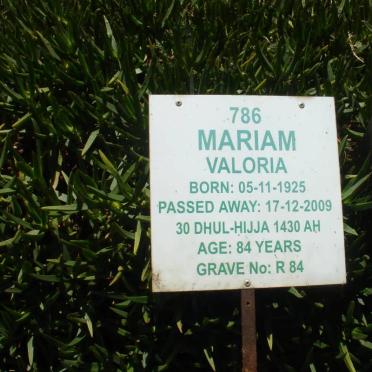 786
MARIAM
VALORIA
BORN: 05-11-1925
PASSED AWAY: 17-12-2009
30 DHUL-HIJJA 1430 AH
AGE: 84 YEARS
GRAVE No: R 84